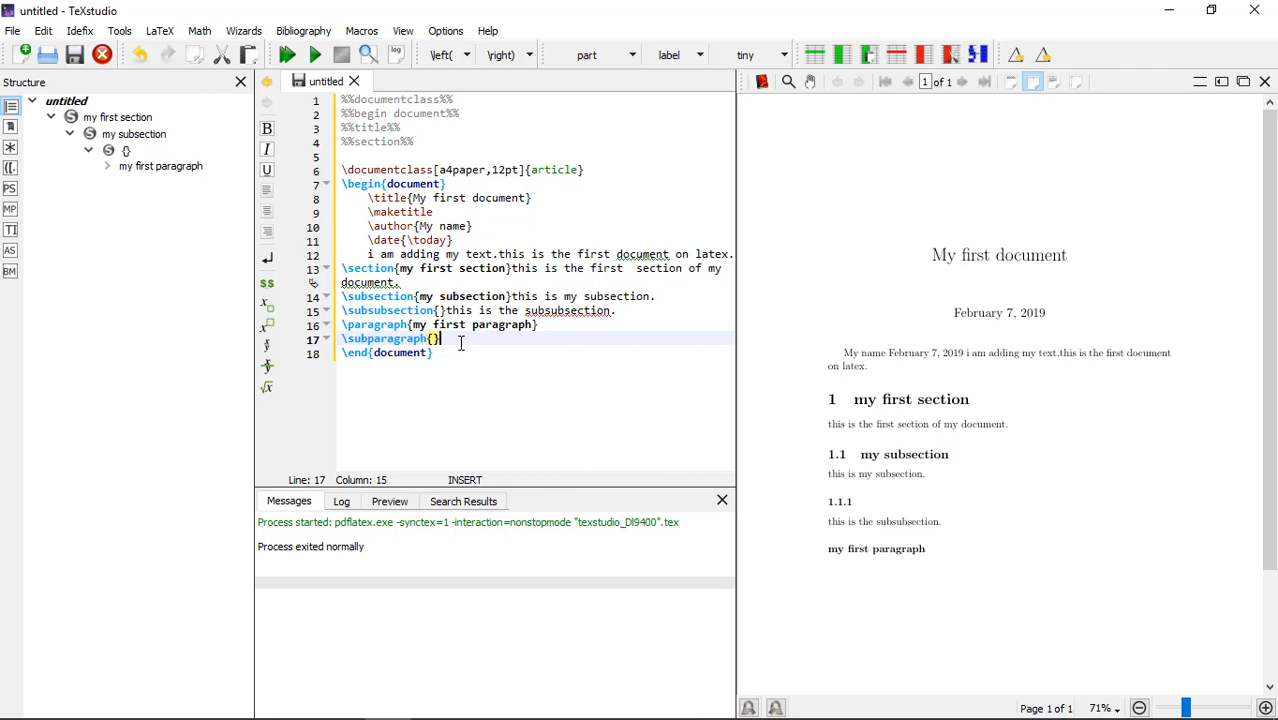 untitled - TeXstudio
File Edit Idefix Tools LaTeX Math Wizards Bibliography Macros View Options Help
log \left( \right) part label tiny
Structure
untitled
my first section
my subsection
{}
my first paragraph
PS
MP
TI
AS
BM
untitled
B
I
U
$$
1 %%documentclass%%
2 %%begin document%%
3 %%title%%
4 %%section%%
5
6 \documentclass[a4paper,12pt]{article}
7 \begin{document}
8 \title{My first document}
9 \maketitle
10 \author{My name}
11 \date{\today}
12 i am adding my text.this is the first document on latex.
13 \section{my first section}this is the first  section of my
document.
14 \subsection{my subsection}this is my subsection.
15 \subsubsection{}this is the subsubsection.
16 \paragraph{my first paragraph}
17 \subparagraph{}
18 \end{document}
Line: 17 Column: 15 INSERT
Messages Log Preview Search Results
Process started: pdflatex.exe -synctex=1 -interaction=nonstopmode "texstudio_DI9400".tex
Process exited normally
1 of 1
My first document
February 7, 2019
My name February 7, 2019 i am adding my text.this is the first document
on latex.
1 my first section
this is the first section of my document.
1.1 my subsection
this is my subsection.
1.1.1
this is the subsubsection.
my first paragraph
Page 1 of 1 71%